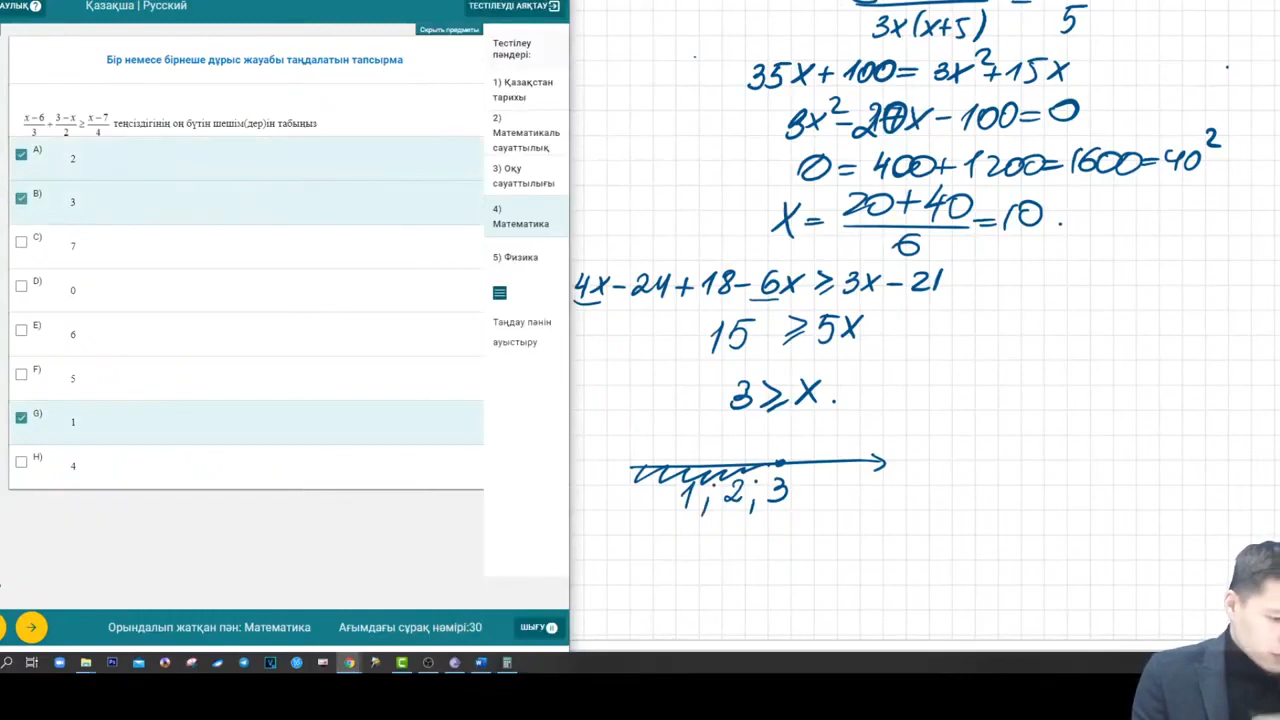 АУЛЫҚ ?
Қазақша | Русский
ТЕСТІЛЕУДІ АЯҚТАУ
Скрыть предметы
Бір немесе бірнеше дұрыс жауабы таңдалатын тапсырма
(x−6)/3 + (3−x)/2 ≥ (x−7)/4 теңсіздігінің оң бүтін шешім(дер)ін табыңыз
A) 2
B) 3
C) 7
D) 0
E) 6
F) 5
G) 1
H) 4
Тестілеу
пәндері:
1) Қазақстан
тарихы
2)
Математикалық
сауаттылық
3) Оқу
сауаттылығы
4)
Математика
5) Физика
Таңдау пәнін
ауыстыру
Орындалып жатқан пән: Математика
Ағымдағы сұрақ нөмірі:30
ШЫҒУ
3x(x+5) = 5
35x+100= 3x²+15x
3x²-20x-100=0
D=400+1200=1600=40²
x= (20+40)/6 =10.
4x-24+18-6x ≥ 3x-21
15 ≥ 5x
3 ≥ x.
1; 2; 3